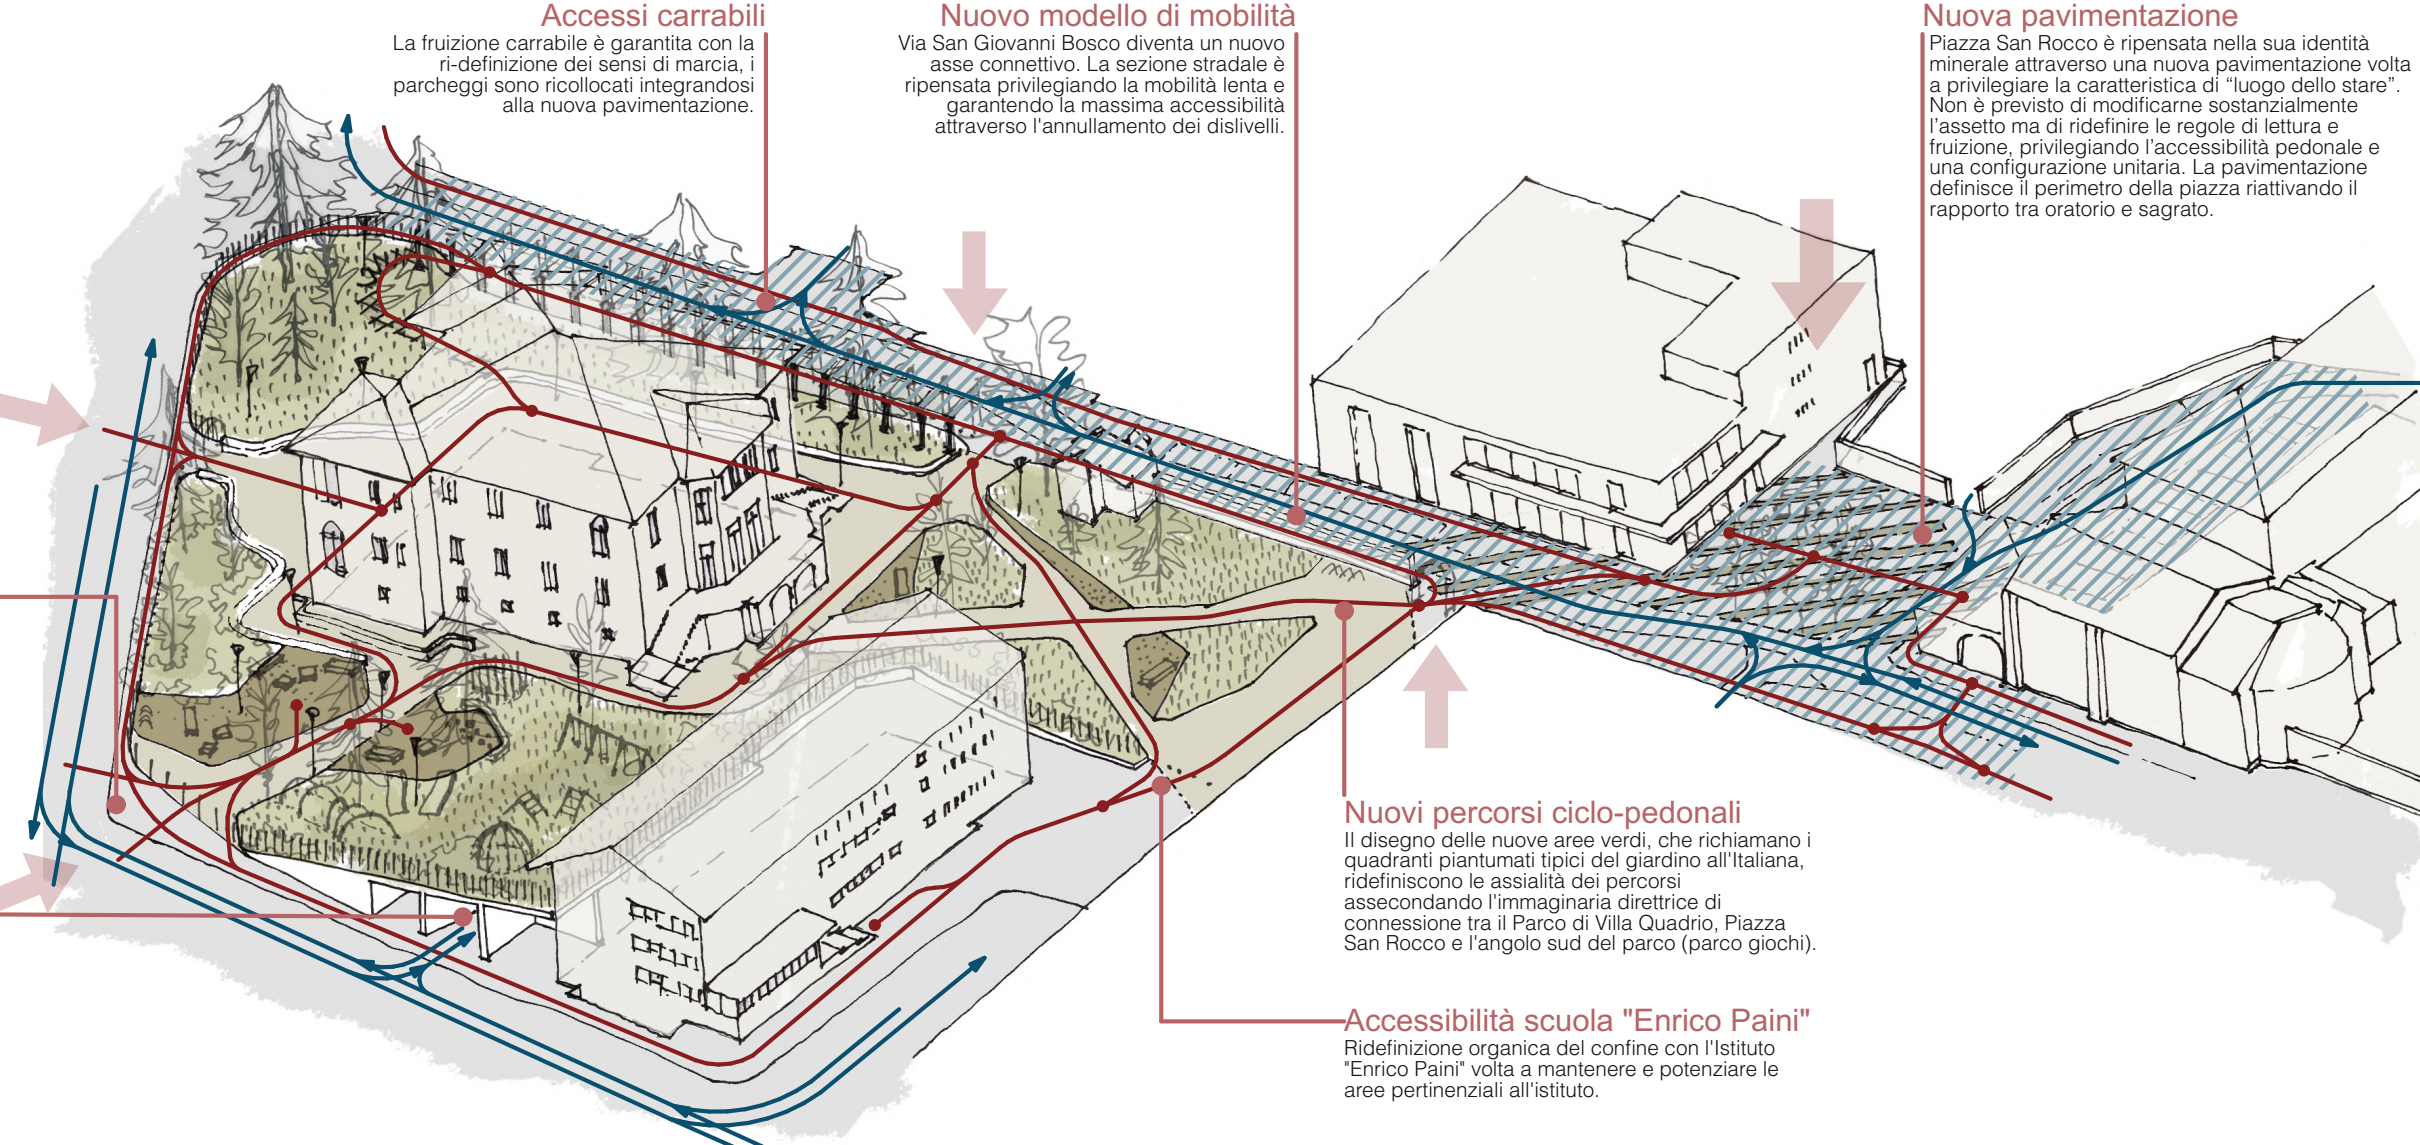 Accessi carrabili
La fruizione carrabile è garantita con la
ri-definizione dei sensi di marcia, i
parcheggi sono ricollocati integrandosi
alla nuova pavimentazione.
Nuovo modello di mobilità
Via San Giovanni Bosco diventa un nuovo
asse connettivo. La sezione stradale è
ripensata privilegiando la mobilità lenta e
garantendo la massima accessibilità
attraverso l'annullamento dei dislivelli.
Nuova pavimentazione
Piazza San Rocco è ripensata nella sua identità
minerale attraverso una nuova pavimentazione volta
a privilegiare la caratteristica di “luogo dello stare”.
Non è previsto di modificarne sostanzialmente
l’assetto ma di ridefinire le regole di lettura e
fruizione, privilegiando l’accessibilità pedonale e
una configurazione unitaria. La pavimentazione
definisce il perimetro della piazza riattivando il
rapporto tra oratorio e sagrato.
Nuovi percorsi ciclo-pedonali
Il disegno delle nuove aree verdi, che richiamano i
quadranti piantumati tipici del giardino all'Italiana,
ridefiniscono le assialità dei percorsi
assecondando l'immaginaria direttrice di
connessione tra il Parco di Villa Quadrio, Piazza
San Rocco e l'angolo sud del parco (parco giochi).
Accessibilità scuola "Enrico Paini"
Ridefinizione organica del confine con l'Istituto
"Enrico Paini" volta a mantenere e potenziare le
aree pertinenziali all'istituto.